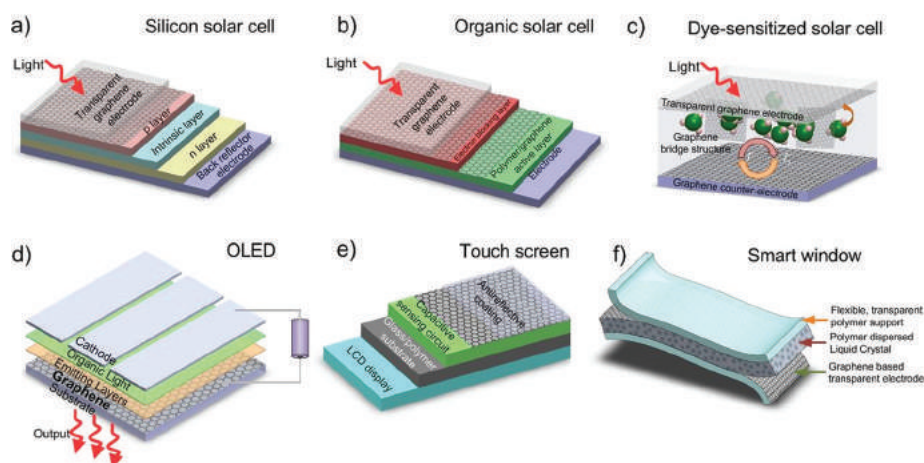 a)
Silicon solar cell
Light
Transparent
graphene
electrode
p layer
Intrinsic layer
n layer
Back reflector
electrode
b)
Organic solar cell
Light
Transparent
graphene
electrode
Electron blocking layer
Polymer/graphene
active layer
Electrode
c)
Dye-sensitized solar cell
Light
Transparent graphene electrode
Graphene
bridge structure
Graphene counter-electrode
d)
OLED
Cathode
Organic Light
Emitting Layers
Graphene
Substrate
Output
e)
Touch screen
Antireflective
coating
Capacitive
sensing circuit
Glass/polymer
substrate
LCD display
f)
Smart window
Flexible, transparent
polymer support
Polymer dispersed
Liquid Crystal
Graphene based
transparent electrode